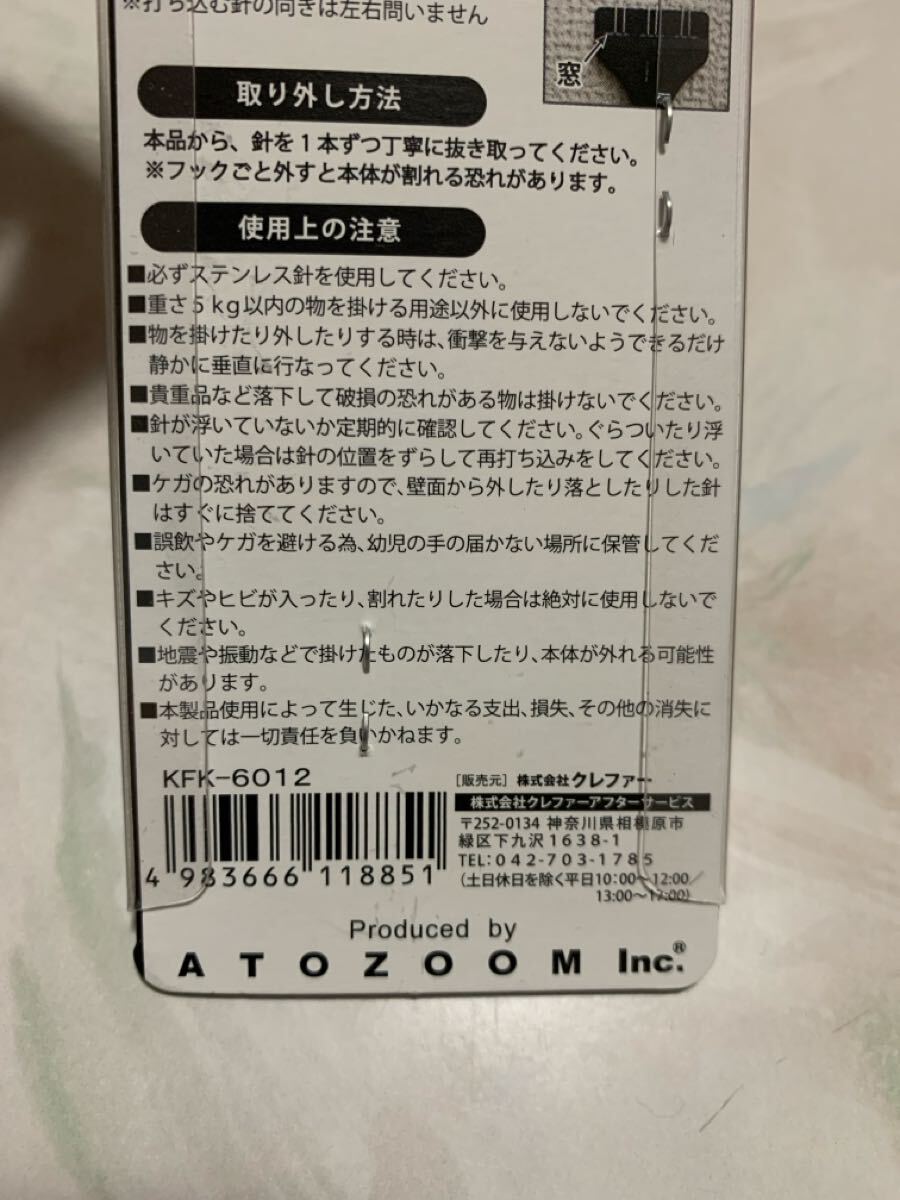 ※打ち込む針の向きは左右問いません
窓
取り外し方法
本品から、針を1本ずつ丁寧に抜き取ってください。
※フックごと外すと本体が割れる恐れがあります。
使用上の注意
■必ずステンレス針を使用してください。
■重さ5kg以内の物を掛ける用途以外に使用しないでください。
■物を掛けたり外したりする時は、衝撃を与えないようできるだけ
静かに垂直に行なってください。
■貴重品など落下して破損の恐れがある物は掛けないでください。
■針が浮いていないか定期的に確認してください。ぐらついたり浮
いていた場合は針の位置をずらして再打ち込みをしてください。
■ケガの恐れがありますので、壁面から外したり落としたりした針
はすぐに捨ててください。
■誤飲やケガを避ける為、幼児の手の届かない場所に保管してくだ
さい。
■キズやヒビが入ったり、割れたりした場合は絶対に使用しないで
ください。
■地震や振動などで掛けたものが落下したり、本体が外れる可能性
があります。
■本製品使用によって生じた、いかなる支出、損失、その他の消失に
対しては一切責任を負いかねます。
KFK-6012
4 983666 118851
[販売元] 株式会社クレファー
株式会社クレファーアフターサービス
〒252-0134 神奈川県相模原市
緑区下九沢1638-1
TEL:042-703-1785
(土日休日を除く平日10:00～12:00
13:00～17:00)
Produced by
ATOZOOM Inc.®